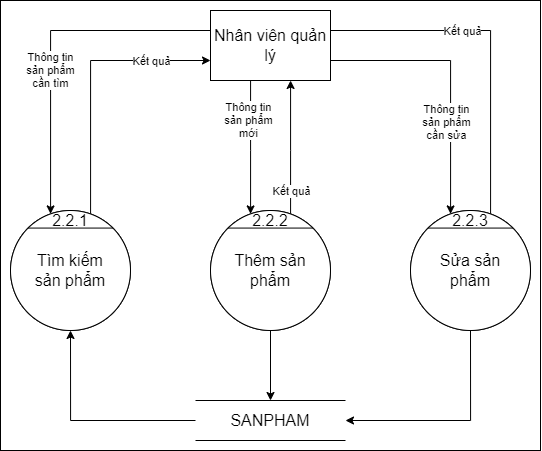 Nhân viên quản
lý
Thông tin
sản phẩm
cần tìm
Kết quả
Thông tin
sản phẩm
mới
Kết quả
Thông tin
sản phẩm
cần sửa
Kết quả
2.2.1
Tìm kiếm
sản phẩm
2.2.2
Thêm sản
phẩm
2.2.3
Sửa sản
phẩm
SANPHAM